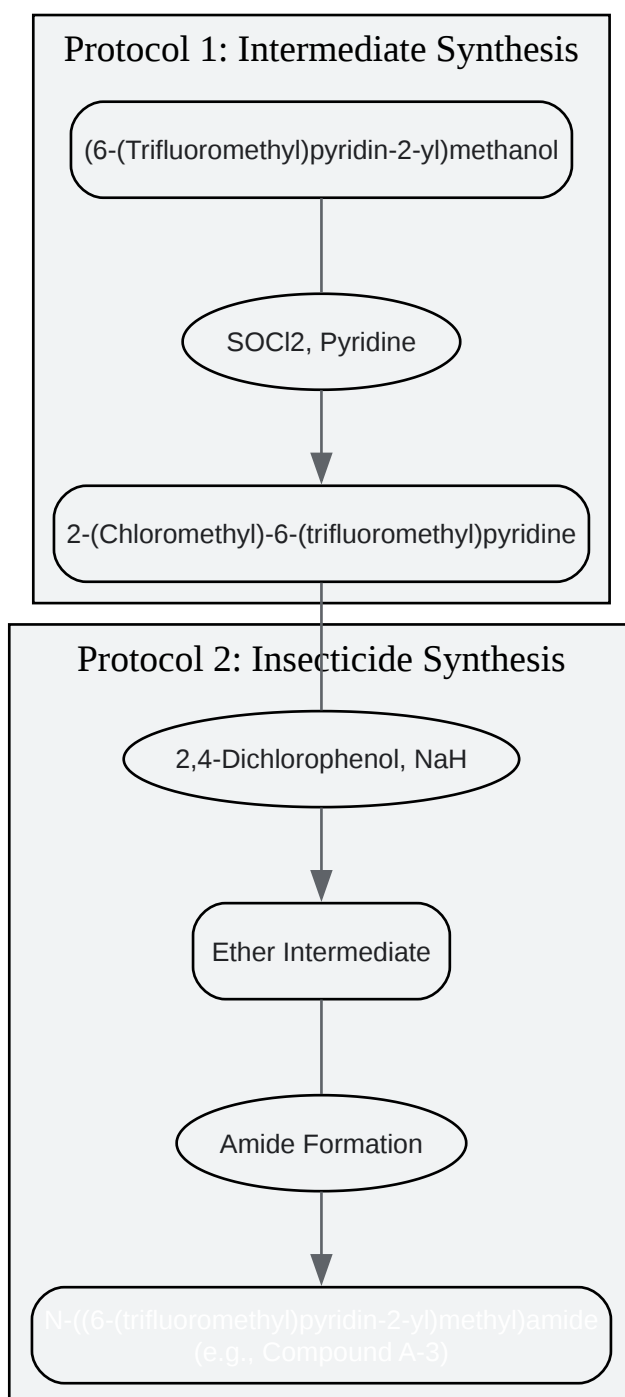 Protocol 1: Intermediate Synthesis
(6-(Trifluoromethyl)pyridin-2-yl)methanol
SOCl2, Pyridine
2-(Chloromethyl)-6-(trifluoromethyl)pyridine
Protocol 2: Insecticide Synthesis
2,4-Dichlorophenol, NaH
Ether Intermediate
Amide Formation
N-((6-(trifluoromethyl)pyridin-2-yl)methyl)amide
(e.g., Compound A-3)